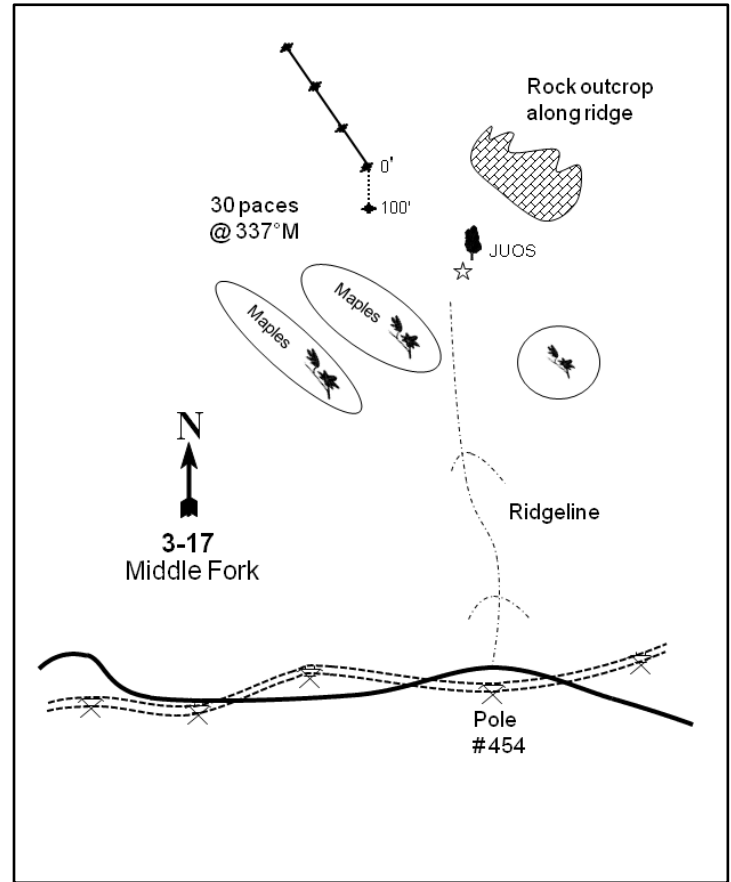 Rock outcrop
along ridge
0'
100'
30 paces
@ 337°M
JUOS
Maples
Maples
N
3-17
Middle Fork
Ridgeline
Pole
#454